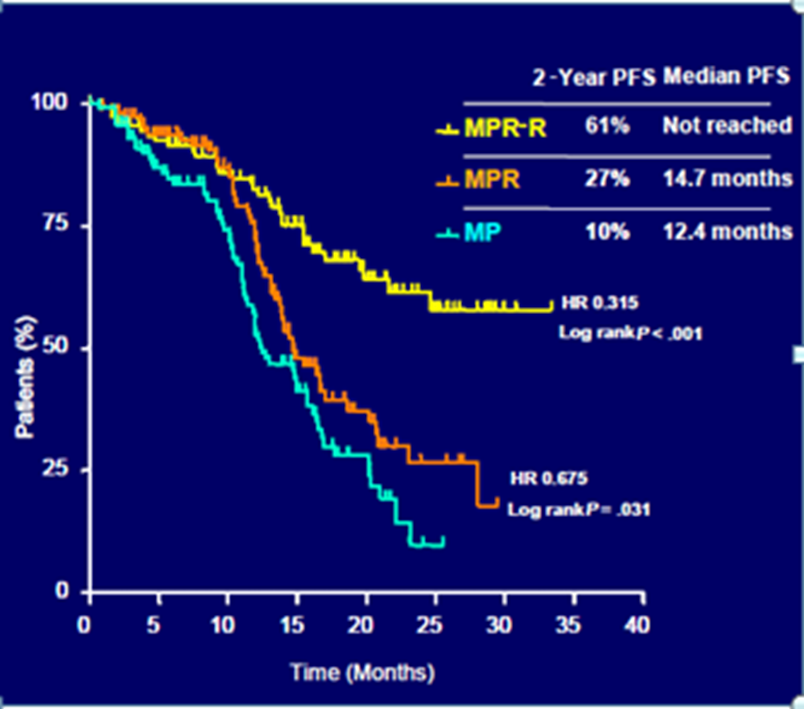 2-Year PFS Median PFS
MPR-R 61% Not reached
MPR 27% 14.7 months
MP 10% 12.4 months
100
75
50
25
0
Patients (%)
HR 0.315
Log rank P < .001
HR 0.675
Log rank P = .031
0 5 10 15 20 25 30 35 40
Time (Months)